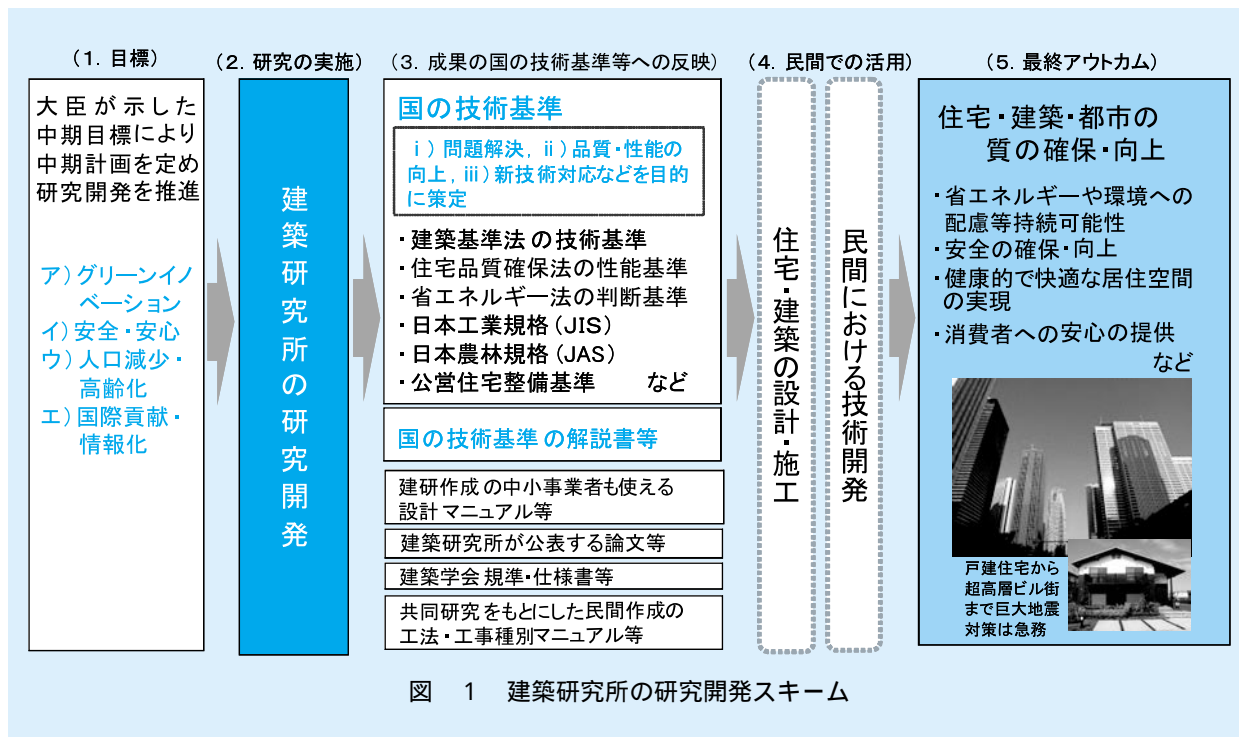 (1. 目標)
大臣が示した
中期目標により
中期計画を定め
研究開発を推進
ア)グリーンイノ
ベーション
イ)安全・安心
ウ)人口減少・
高齢化
エ)国際貢献・
情報化
(2. 研究の実施)
建築研究所の研究開発
(3. 成果の国の技術基準等への反映)
国の技術基準
ⅰ)問題解決, ⅱ)品質・性能の
向上, ⅲ)新技術対応などを目的
に策定
・建築基準法の技術基準
・住宅品質確保法の性能基準
・省エネルギー法の判断基準
・日本工業規格(JIS)
・日本農林規格(JAS)
・公営住宅整備基準 など
国の技術基準の解説書等
建研作成の中小事業者も使える
設計マニュアル等
建築研究所が公表する論文等
建築学会規準・仕様書等
共同研究をもとにした民間作成の
工法・工事種別マニュアル等
(4. 民間での活用)
住宅・建築の設計・施工
民間における技術開発
(5. 最終アウトカム)
住宅・建築・都市の
質の確保・向上
・省エネルギーや環境への
配慮等持続可能性
・安全の確保・向上
・健康的で快適な居住空間
の実現
・消費者への安心の提供
など
戸建住宅から
超高層ビル街
まで巨大地震
対策は急務
図 1 建築研究所の研究開発スキーム